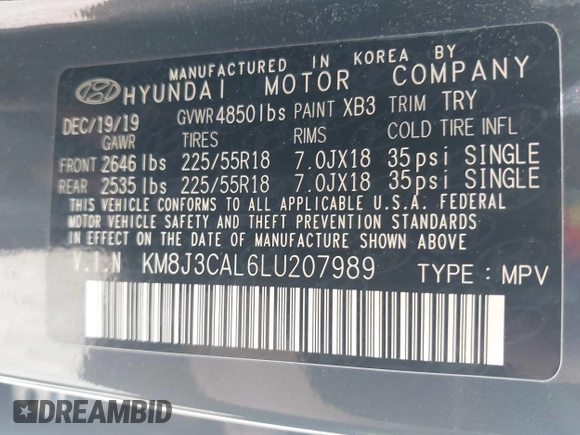 MANUFACTURED IN KOREA BY
HYUNDAI MOTOR COMPANY
DEC/19/19 GVWR 4850lbs PAINT XB3 TRIM TRY
GAWR TIRES RIMS COLD TIRE INFL
FRONT 2646 lbs 225/55R18 7.0JX18 35psi SINGLE
REAR 2535 lbs 225/55R18 7.0JX18 35psi SINGLE
THIS VEHICLE CONFORMS TO ALL APPLICABLE U.S.A. FEDERAL
MOTOR VEHICLE SAFETY AND THEFT PREVENTION STANDARDS
IN EFFECT ON THE DATE OF MANUFACTURE SHOWN ABOVE.
V.I.N KM8J3CAL6LU207989 TYPE : MPV
DREAMBID